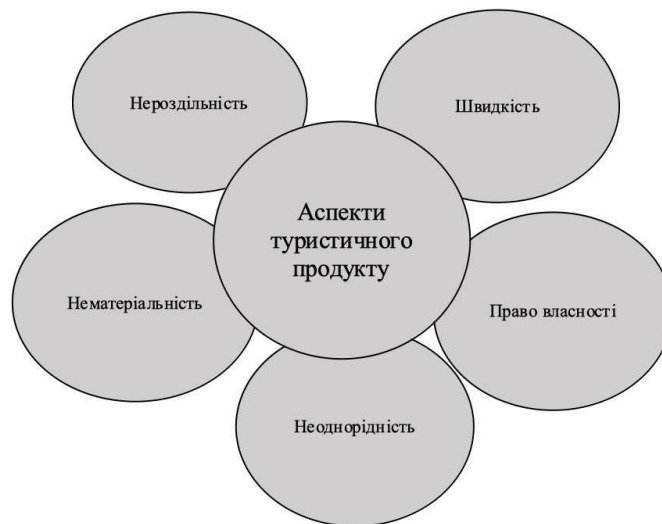 Нероздільність
Швидкість
Аспекти
туристичного
продукту
Нематеріальність
Право власності
Неоднорідність